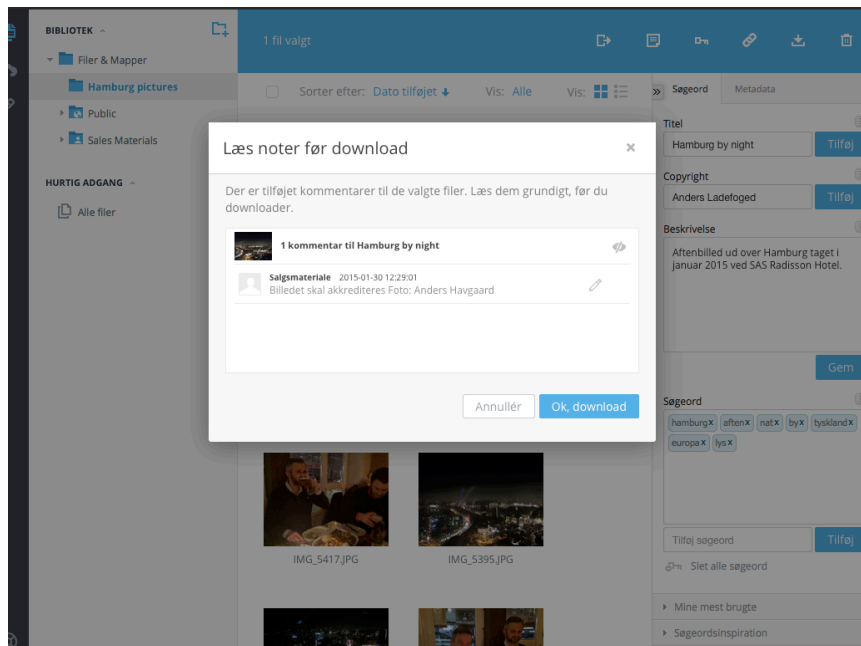 BIBLIOTEK
Filer & Mapper
Hamburg pictures
Public
Sales Materials
HURTIG ADGANG
Alle filer
1 fil valgt
Sorter efter: Dato tilføjet
Vis: Alle
Vis:
Læs noter før download
×
Der er tilføjet kommentarer til de valgte filer. Læs dem grundigt, før du
downloader.
1 kommentar til Hamburg by night
Salgsmateriale 2015-01-30 12:29:01
Billedet skal akkrediteres Foto: Anders Havgaard
Annullér
Ok, download
IMG_5417.JPG
IMG_5395.JPG
Søgeord
Metadata
Titel
Hamburg by night
Tilføj
Copyright
Anders Ladefoged
Tilføj
Beskrivelse
Aftenbilled ud over Hamburg taget i
januar 2015 ved SAS Radisson Hotel.
Gem
Søgeord
hamburg x aften x nat x by x tyskland x
europa x lys x
Tilføj søgeord
Tilføj
Slet alle søgeord
Mine mest brugte
Søgeordsinspiration